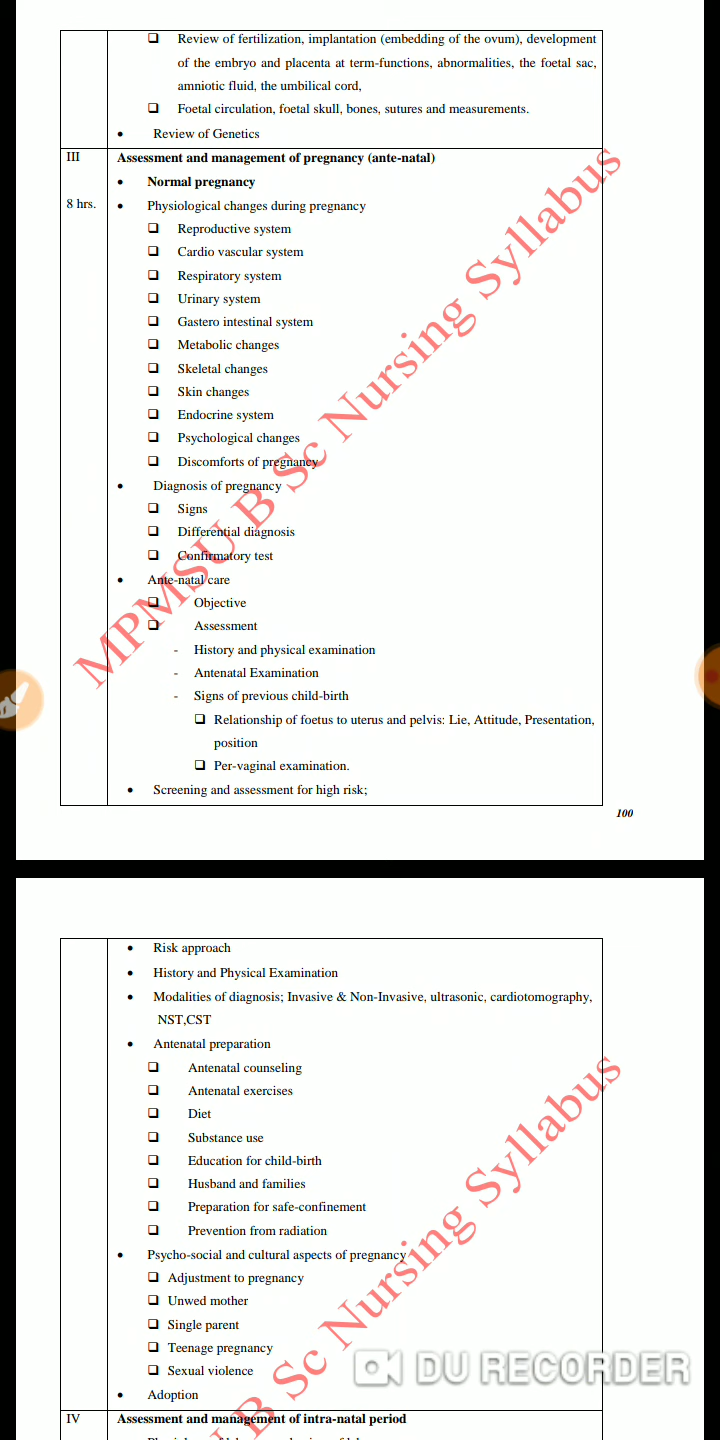 ❑ Review of fertilization, implantation (embedding of the ovum), development
of the embryo and placenta at term-functions, abnormalities, the foetal sac,
amniotic fluid, the umbilical cord,
❑ Foetal circulation, foetal skull, bones, sutures and measurements.
• Review of Genetics
III Assessment and management of pregnancy (ante-natal)
• Normal pregnancy
8 hrs. • Physiological changes during pregnancy
❑ Reproductive system
❑ Cardio vascular system
❑ Respiratory system
❑ Urinary system
❑ Gastero intestinal system
❑ Metabolic changes
❑ Skeletal changes
❑ Skin changes
❑ Endocrine system
❑ Psychological changes
❑ Discomforts of pregnancy
• Diagnosis of pregnancy
❑ Signs
❑ Differential diagnosis
❑ Confirmatory test
• Ante-natal care
❑ Objective
❑ Assessment
- History and physical examination
- Antenatal Examination
- Signs of previous child-birth
❑ Relationship of foetus to uterus and pelvis: Lie, Attitude, Presentation,
position
❑ Per-vaginal examination.
• Screening and assessment for high risk;
MPMSU B Sc Nursing Syllabus
100
• Risk approach
• History and Physical Examination
• Modalities of diagnosis; Invasive & Non-Invasive, ultrasonic, cardiotomography,
NST,CST
• Antenatal preparation
❑ Antenatal counseling
❑ Antenatal exercises
❑ Diet
❑ Substance use
❑ Education for child-birth
❑ Husband and families
❑ Preparation for safe-confinement
❑ Prevention from radiation
• Psycho-social and cultural aspects of pregnancy
❑ Adjustment to pregnancy
❑ Unwed mother
❑ Single parent
❑ Teenage pregnancy
❑ Sexual violence
• Adoption
B Sc Nursing Syllabus
DU RECORDER
IV Assessment and management of intra-natal period